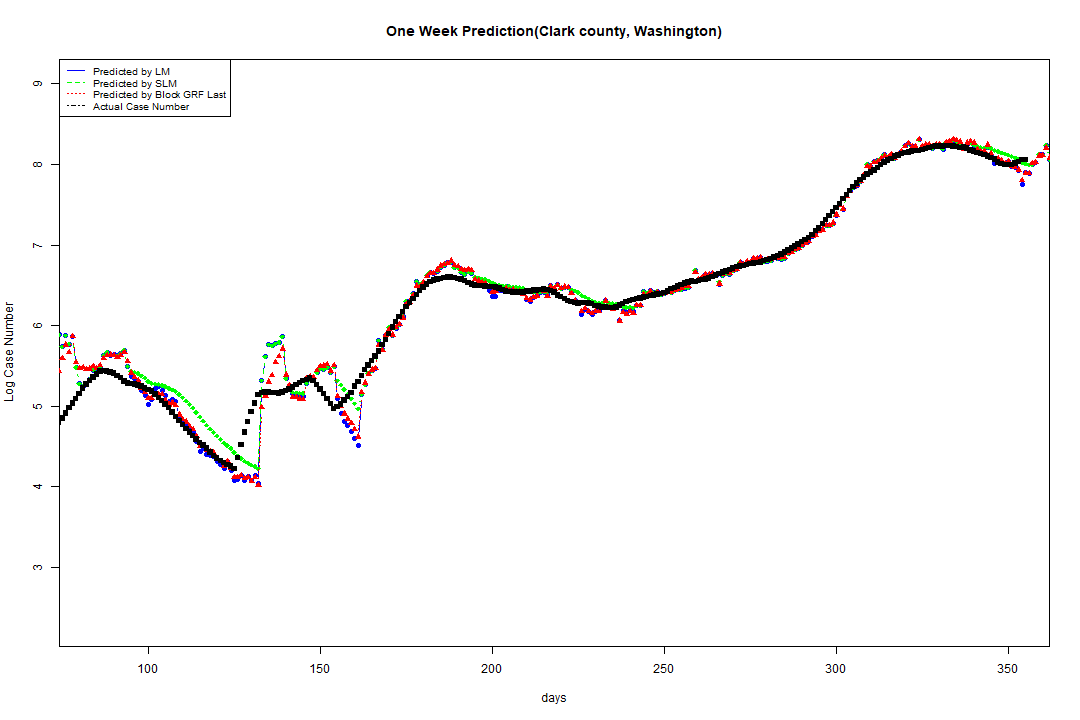 One Week Prediction(Clark county, Washington)
Predicted by LM
Predicted by SLM
Predicted by Block GRF Last
Actual Case Number
9
8
7
6
5
4
3
Log Case Number
100 150 200 250 300 350
days